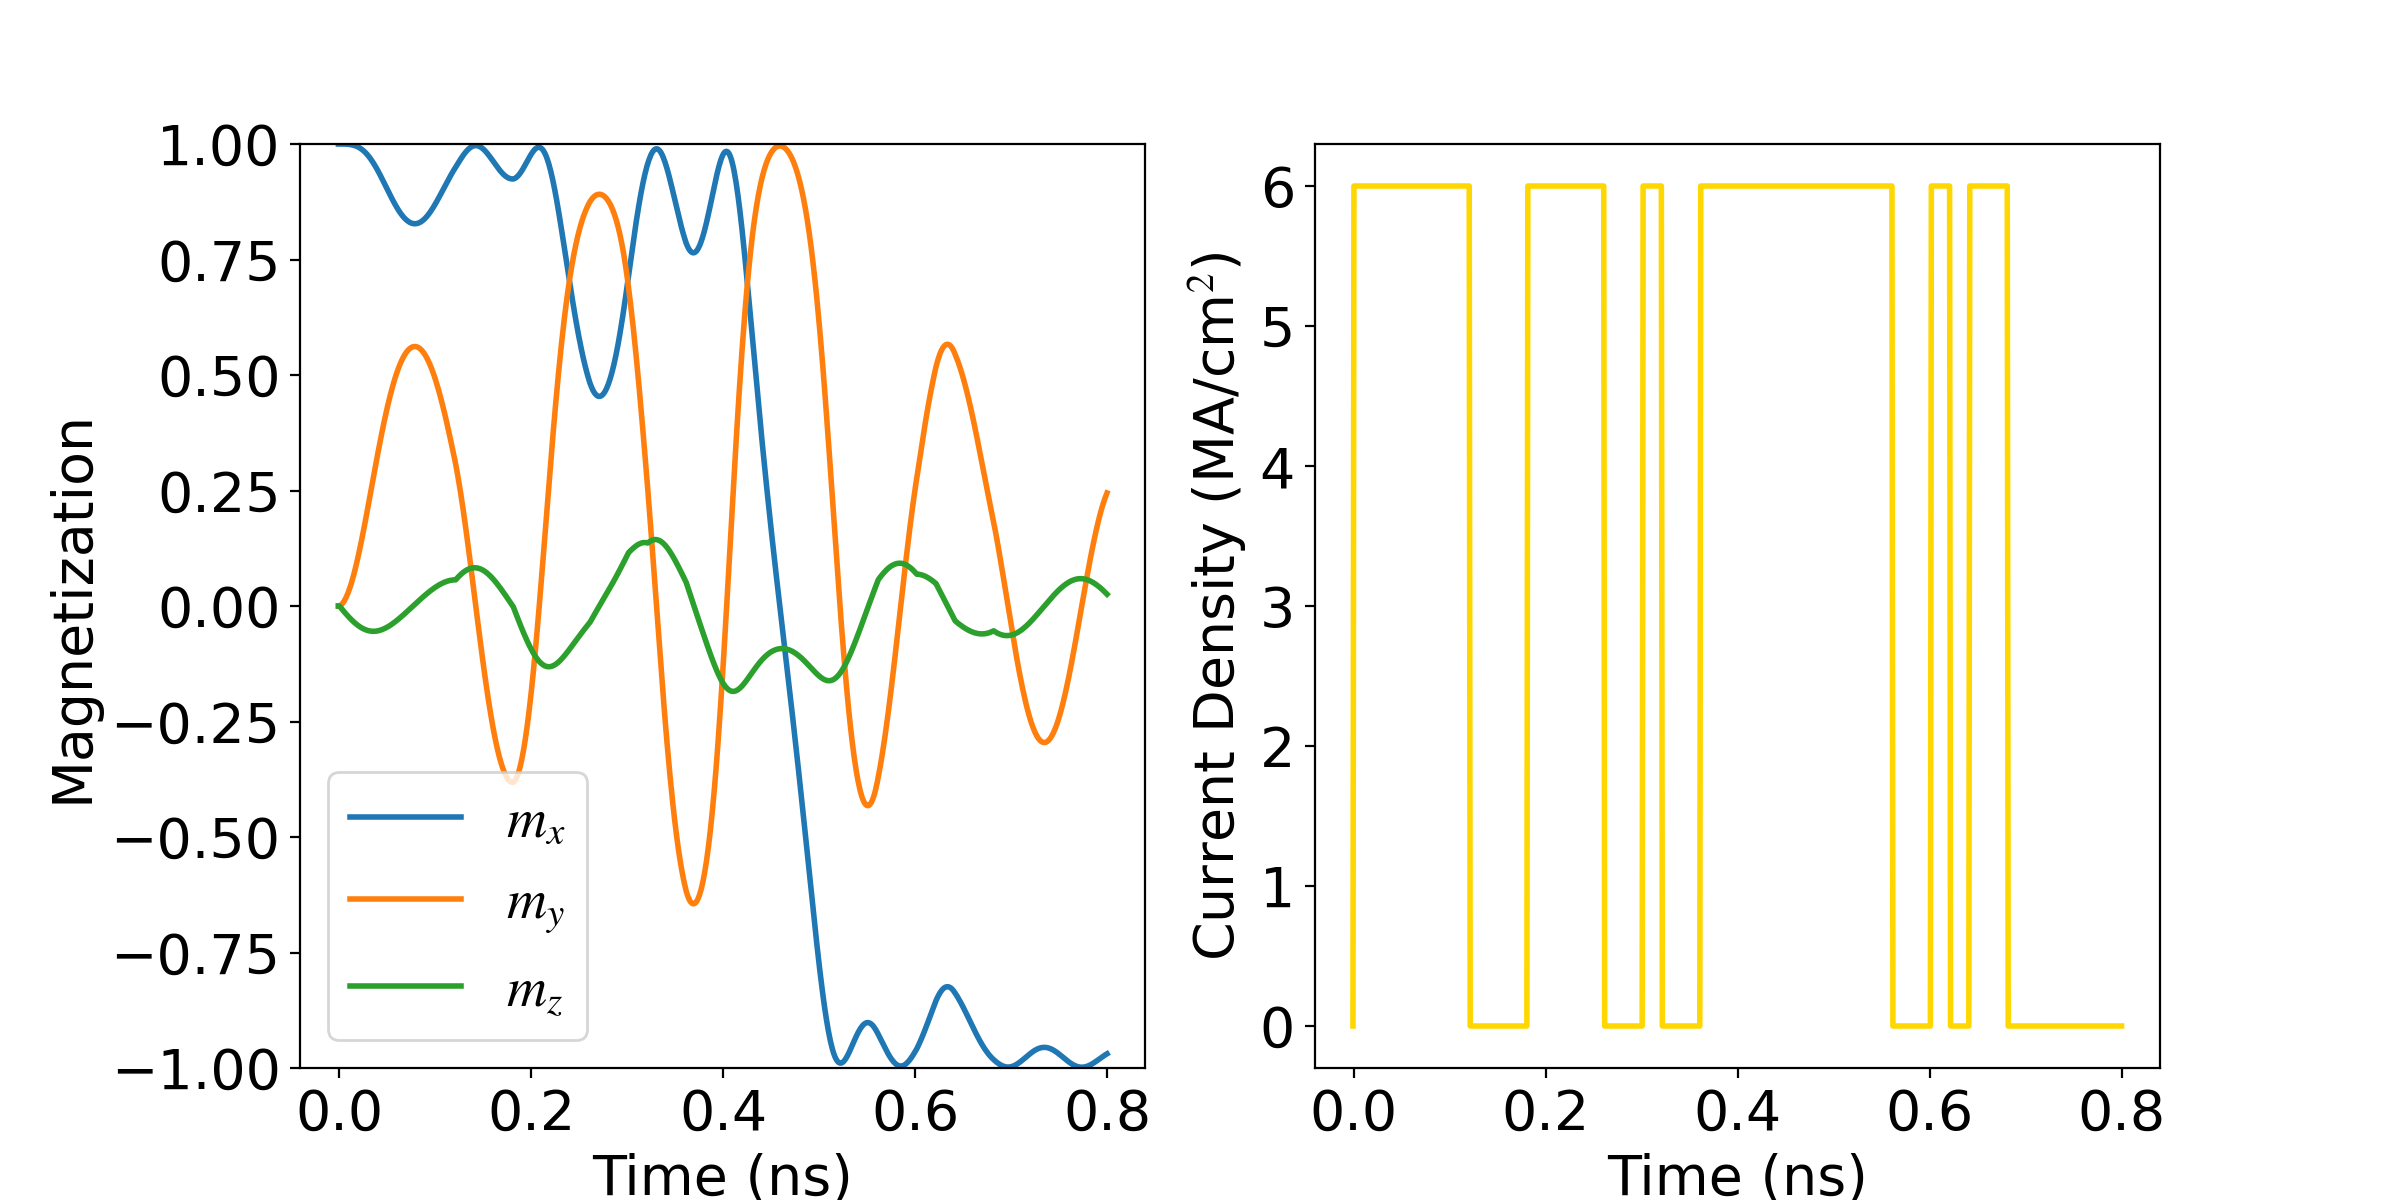 Magnetization
1.00
0.75
0.50
0.25
0.00
−0.25
−0.50
−0.75
−1.00
m_x
m_y
m_z
0.0 0.2 0.4 0.6 0.8
Time (ns)
Current Density (MA/cm²)
6
5
4
3
2
1
0
0.0 0.2 0.4 0.6 0.8
Time (ns)